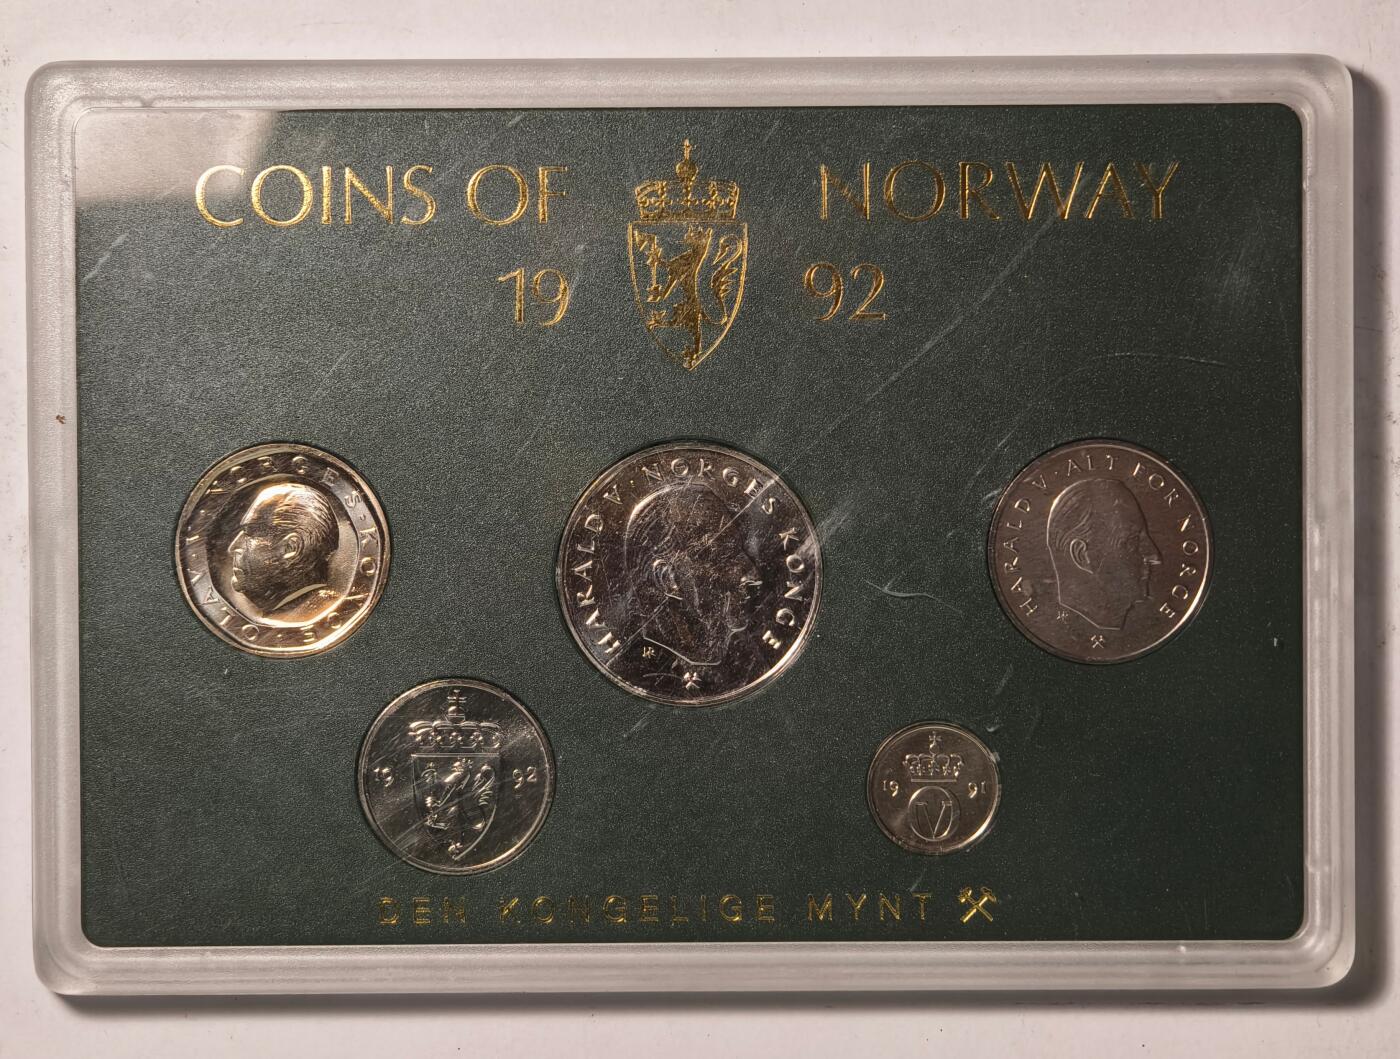 COINS OF NORWAY
19 92
OLAV V · NORGES · KONGE ·
HARALD V · NORGES KONGE
HARALD V · ALT FOR NORGE
19 92
19 91
V
DEN KONGELIGE MYNT